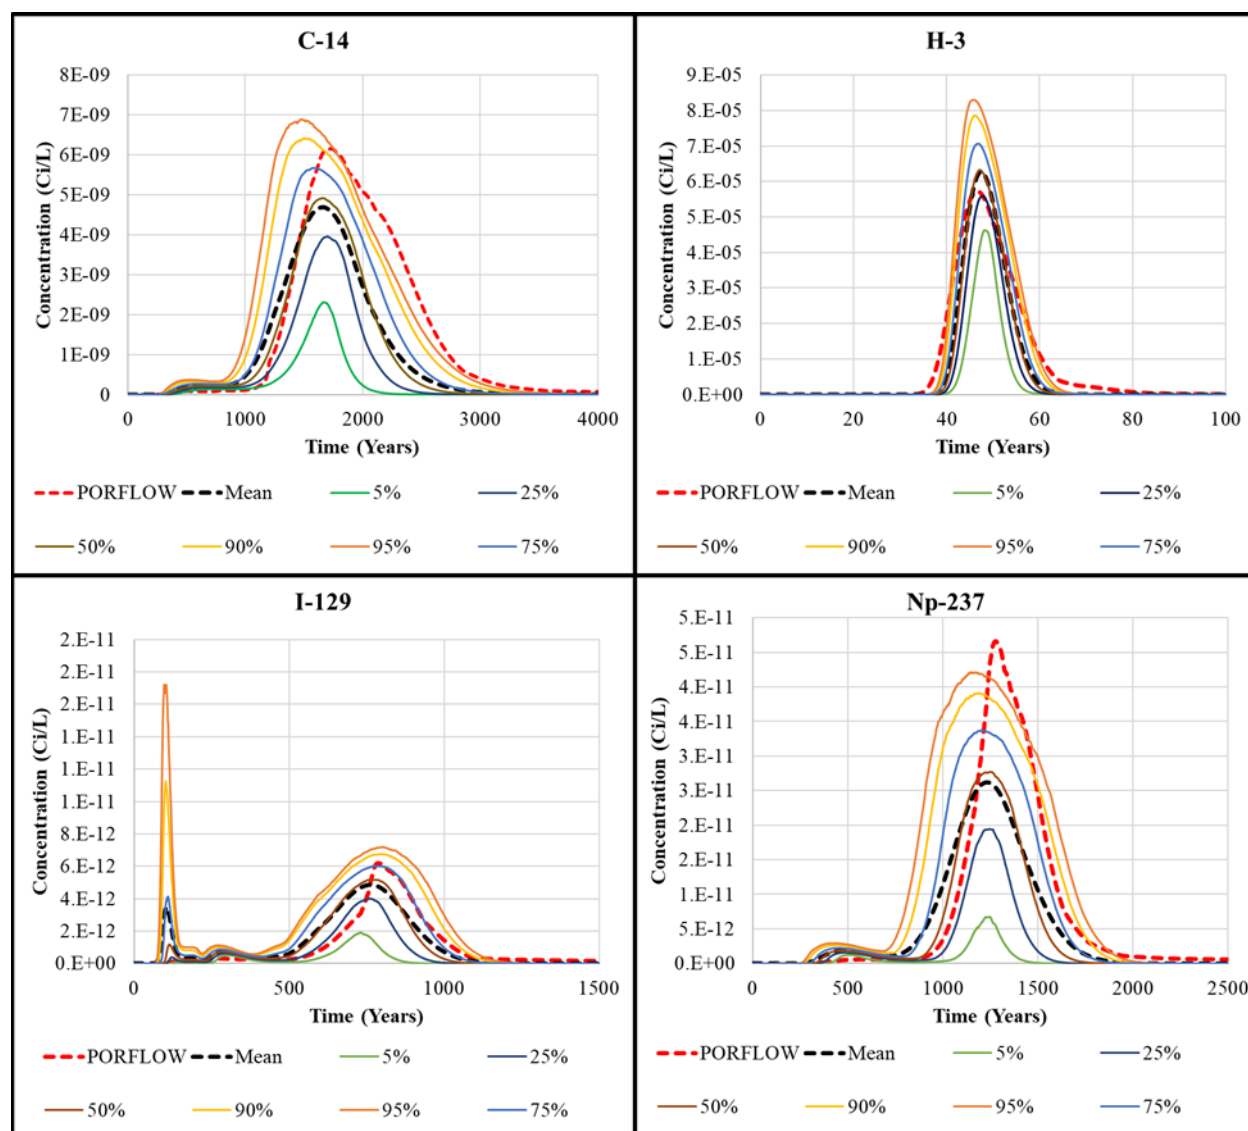 C-14
8E-09
7E-09
6E-09
5E-09
4E-09
3E-09
2E-09
1E-09
0
Concentration (Ci/L)
0 1000 2000 3000 4000
Time (Years)
PORFLOW Mean 5% 25%
50% 90% 95% 75%
H-3
9.E-05
8.E-05
7.E-05
6.E-05
5.E-05
4.E-05
3.E-05
2.E-05
1.E-05
0.E+00
Concentration (Ci/L)
0 20 40 60 80 100
Time (Years)
PORFLOW Mean 5% 25%
50% 90% 95% 75%
I-129
2.E-11
2.E-11
2.E-11
1.E-11
1.E-11
1.E-11
8.E-12
6.E-12
4.E-12
2.E-12
0.E+00
Concentration (Ci/L)
0 500 1000 1500
Time (Years)
PORFLOW Mean 5% 25%
50% 90% 95% 75%
Np-237
5.E-11
5.E-11
4.E-11
4.E-11
3.E-11
3.E-11
2.E-11
2.E-11
1.E-11
5.E-12
0.E+00
Concentration (Ci/L)
0 500 1000 1500 2000 2500
Time (Years)
PORFLOW Mean 5% 25%
50% 90% 95% 75%